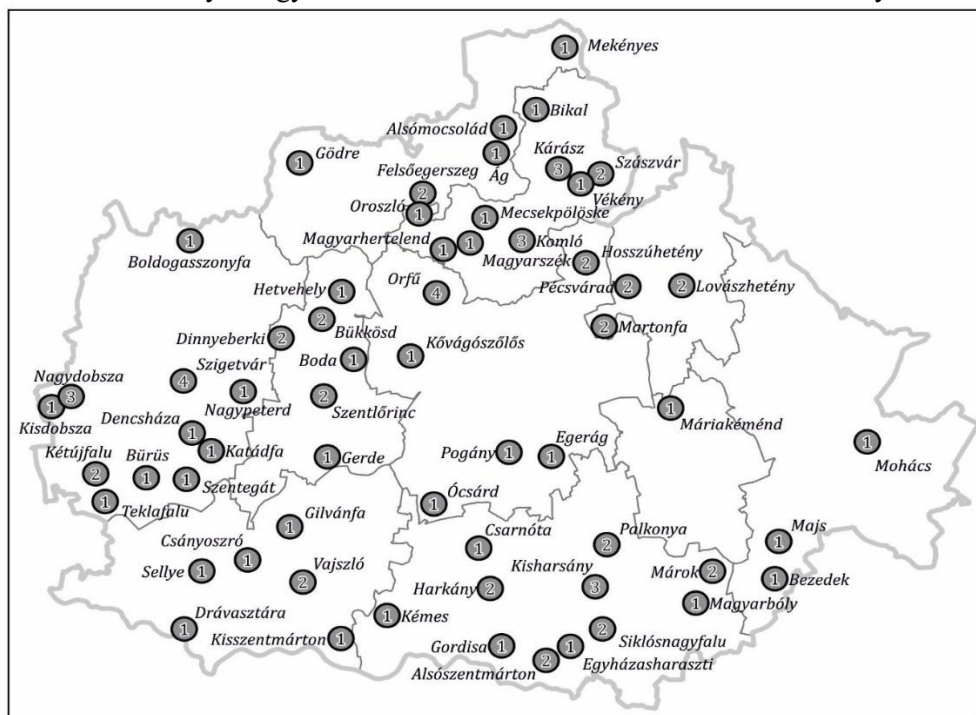 1 Mekényes
1 Bikal
Alsómocsolád 1
1 Gödre
1 Ág
Kárász 3
2 Szászvár
1 Vékény
Felsőegerszeg 2
Oroszló 1
1 Mecsekpölöske
Magyarhertelend 1
1 Magyarszék
3 Komló
1 Boldogasszonyfa
2 Hosszúhetény
Hetvehely 1
Orfű 4
Pécsvárad 2
2 Lovászhetény
2 Bükkösd
2 Martonfa
Dinnyeberki 2
Boda 1
1 Kővágószőlős
Szigetvár 4
1 Nagypeterd
Nagydobsza 3
1 Kisdobsza
2 Szentlőrinc
1 Máriakéménd
Dencsháza 1
1 Katádfa
1 Mohács
Kétújfalu 2
Bürüs 1
1 Szentegát
1 Gerde
Pogány 1
Egerág 1
1 Teklafalu
Ócsárd 1
1 Gilvánfa
Csarnóta 1
Palkonya 2
Majs 1
Csányoszró 1
Sellye 1
2 Vajszló
Harkány 2
Kisharsány 3
Márok 2
1 Bezedek
1 Magyarbóly
Drávasztára 1
Kisszentmárton 1
1 Kémes
2 Siklósnagyfalu
Gordisa 1
1 Egyházasharaszti
Alsószentmárton 2